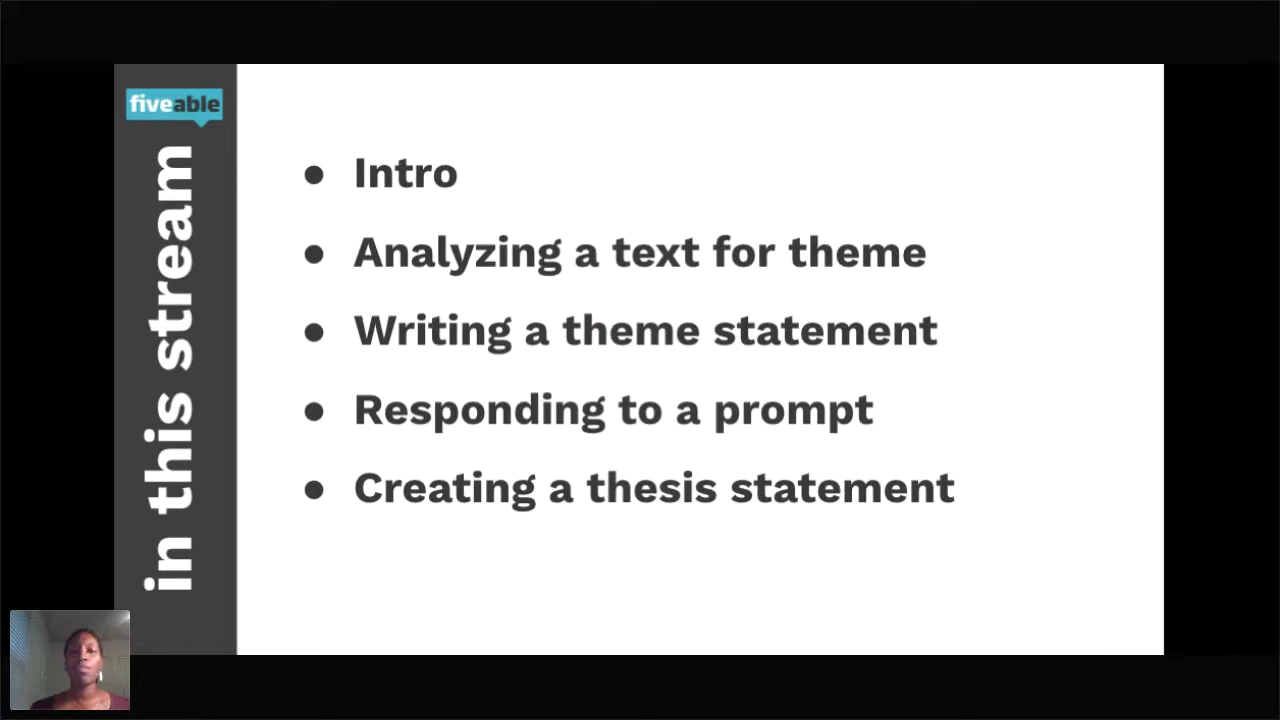 fiveable
in this stream
● Intro
● Analyzing a text for theme
● Writing a theme statement
● Responding to a prompt
● Creating a thesis statement